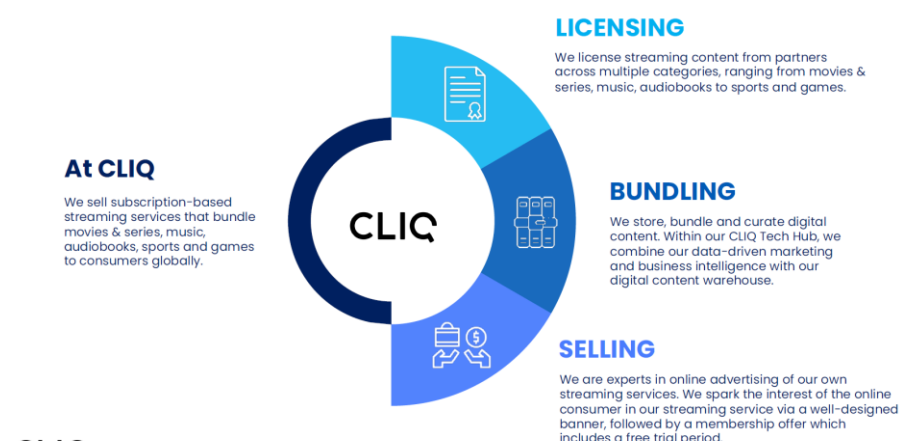 LICENSING
We license streaming content from partners
across multiple categories, ranging from movies &
series, music, audiobooks to sports and games.
At CLIQ
We sell subscription-based
streaming services that bundle
movies & series, music,
audiobooks, sports and games
to consumers globally.
CLIQ
BUNDLING
We store, bundle and curate digital
content. Within our CLIQ Tech Hub, we
combine our data-driven marketing
and business intelligence with our
digital content warehouse.
$
SELLING
We are experts in online advertising of our own
streaming services. We spark the interest of the online
consumer in our streaming service via a well-designed
banner, followed by a membership offer which
includes a free trial period.
CLIQ